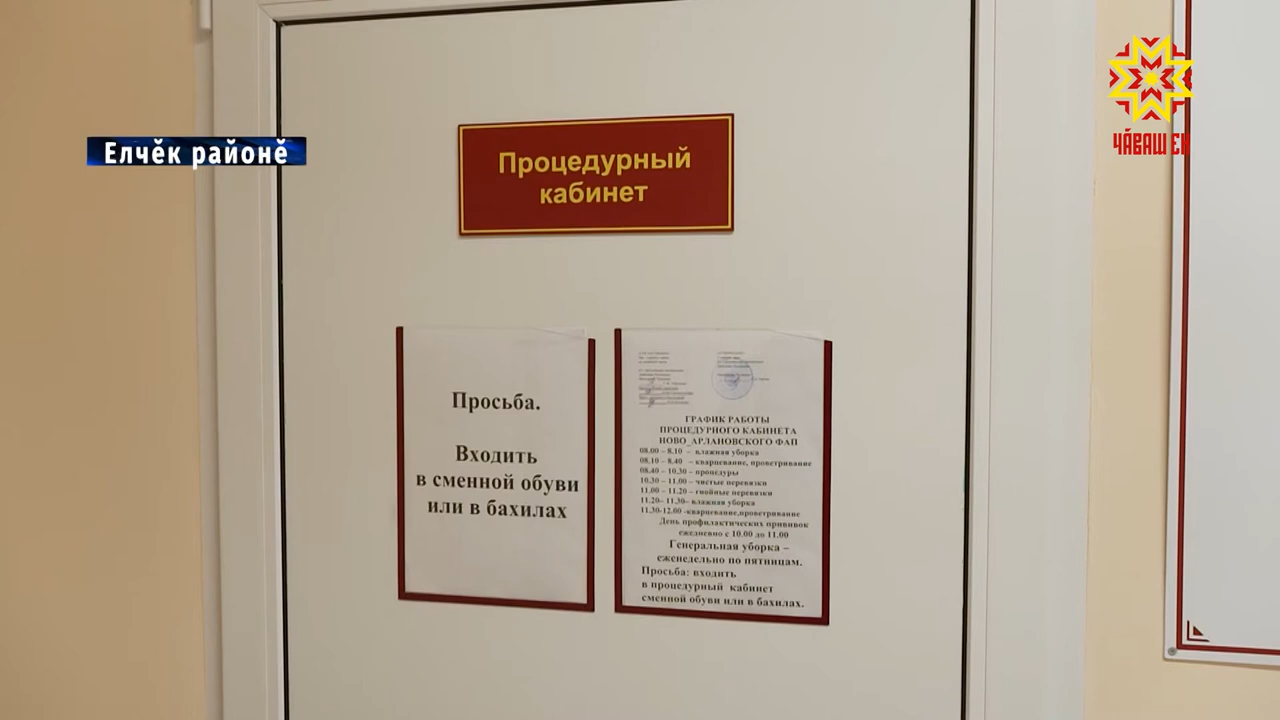 Елчӗк районӗ
ЧӐВАШ ЕН
Процедурный
кабинет
Просьба.
Входить
в сменной обуви
или в бахилах
ГРАФИК РАБОТЫ
ПРОЦЕДУРНОГО КАБИНЕТА
НОВО_АРЛАНОВСКОГО ФАП
08.00 – 8.10 – влажная уборка
08.10 – 8.40 – кварцевание, проветривание
08.40 – 10.30 – процедуры
10.30 – 11.00 – чистые перевязки
11.00 – 11.20 – гнойные перевязки
11.20– 11.30– влажная уборка
11.30-12.00 -кварцевание,проветривание
День профилактических прививок
ежедневно с 10.00 до 11.00
Генеральная уборка –
еженедельно по пятницам.
Просьба: входить
в процедурный кабинет
сменной обуви или в бахилах.